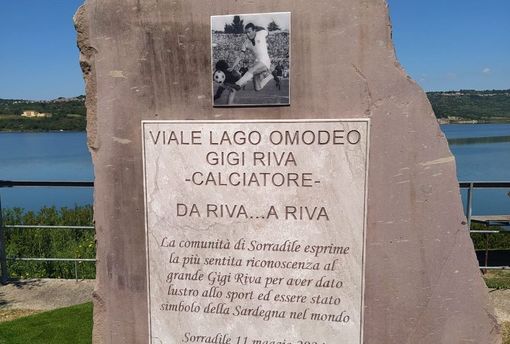 VIALE LAGO OMODEO
GIGI RIVA
-CALCIATORE-
DA RIVA...A RIVA
La comunità di Sorradile esprime
la più sentita riconoscenza al
grande Gigi Riva per aver dato
lustro allo sport ed essere stato
simbolo della Sardegna nel mondo
Sorradile 11 maggio